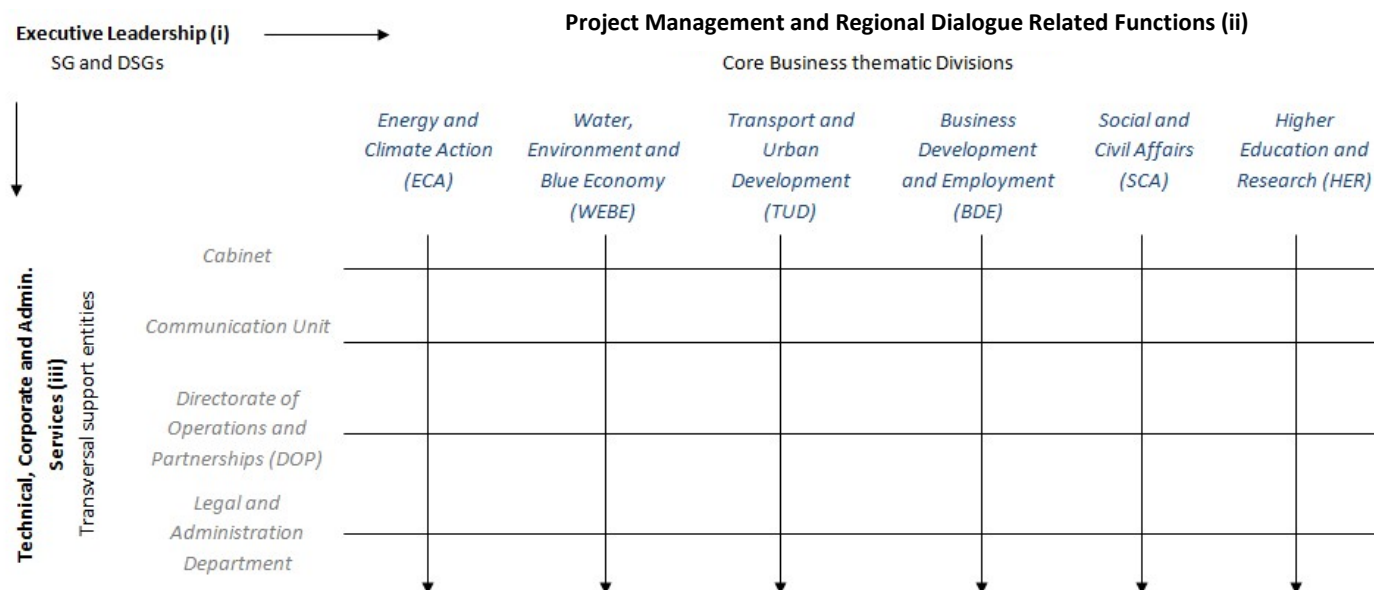 Project Management and Regional Dialogue Related Functions (ii)
Executive Leadership (i)
SG and DSGs
Core Business thematic Divisions
Energy and
Climate Action
(ECA)
Water,
Environment and
Blue Economy
(WEBE)
Transport and
Urban
Development
(TUD)
Business
Development
and Employment
(BDE)
Social and
Civil Affairs
(SCA)
Higher
Education and
Research (HER)
Technical, Corporate and Admin.
Services (iii)
Transversal support entities
Cabinet
Communication Unit
Directorate of
Operations and
Partnerships (DOP)
Legal and
Administration
Department